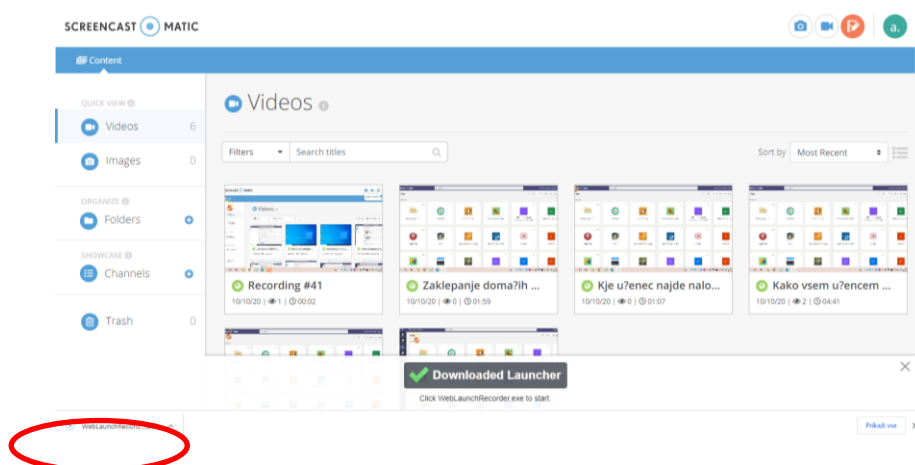 SCREENCAST MATIC
a.
Content
QUICK VIEW
Videos 6
Images 0
ORGANIZE
Folders
SHOWCASE
Channels
Trash 0
Videos
Filters Search titles
Sort by Most Recent
Recording #41
10/10/20 | 1 | 00:02
Zaklepanje doma?ih ...
10/10/20 | 0 | 01:59
Kje u?enec najde nalo...
10/10/20 | 0 | 01:07
Kako vsem u?encem ...
10/10/20 | 2 | 04:41
Downloaded Launcher
Click WebLaunchRecorder.exe to start.
Prikaži vse